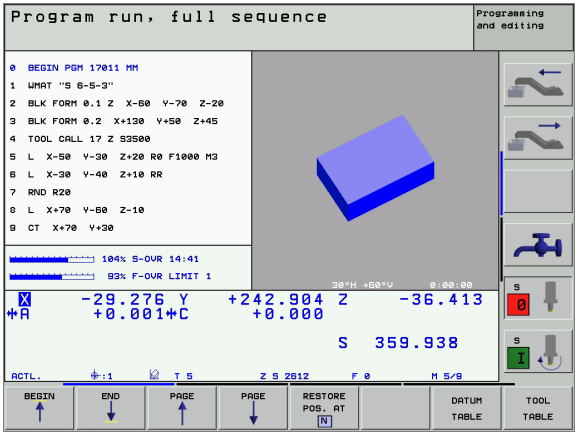 Program run, full sequence
Programming
and editing
0 BEGIN PGM 17011 MM
1 WMAT "S 6-5-3"
2 BLK FORM 0.1 Z X-60 Y-70 Z-20
3 BLK FORM 0.2 X+130 Y+50 Z+45
4 TOOL CALL 17 Z S3500
5 L X-50 Y-30 Z+20 R0 F1000 M3
6 L X-30 Y-40 Z+10 RR
7 RND R20
8 L X+70 Y-60 Z-10
9 CT X+70 Y+30
104% S-OVR 14:41
93% F-OVR LIMIT 1
0:00:00
X -29.276 Y +242.904 Z -36.413
A +0.001 C +0.000
S 359.938
ACTL. :1 T 5 Z S 2612 F 0 M 5/9
S
0
S
I
BEGIN
END
PAGE
PAGE
RESTORE
POS. AT
N
DATUM
TABLE
TOOL
TABLE